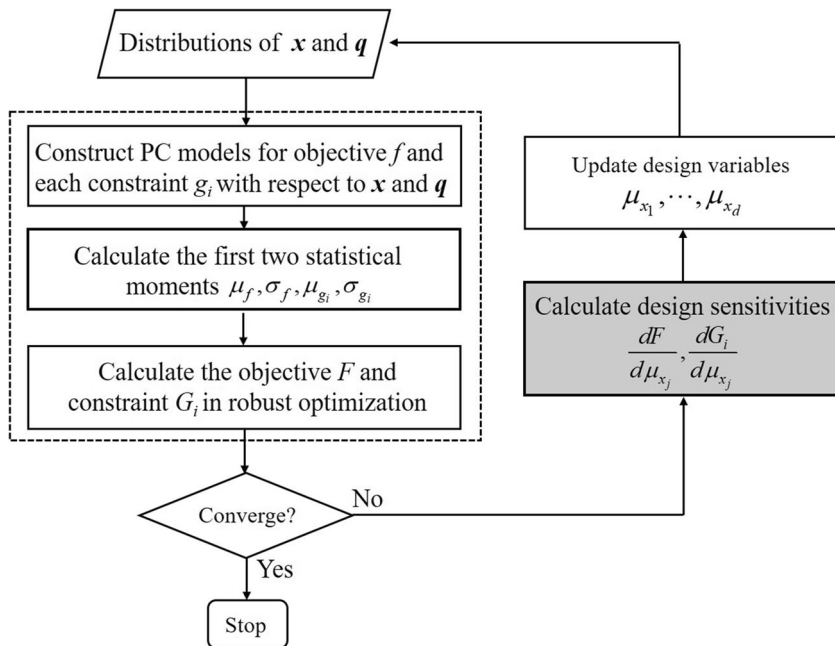 Distributions of x and q
Construct PC models for objective f and
each constraint g_i with respect to x and q
Calculate the first two statistical
moments μ_f, σ_f, μ_{g_i}, σ_{g_i}
Calculate the objective F and
constraint G_i in robust optimization
Converge?
No
Yes
Stop
Calculate design sensitivities
dF/dμ_{x_j}, dG_i/dμ_{x_j}
Update design variables
μ_{x_1}, ⋯, μ_{x_d}